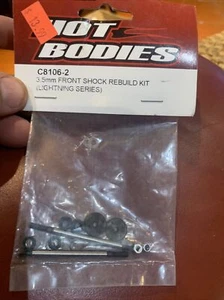 HOT
BODIES
C8106-2
3.5mm FRONT SHOCK REBUILD KIT
(LIGHTNING SERIES)